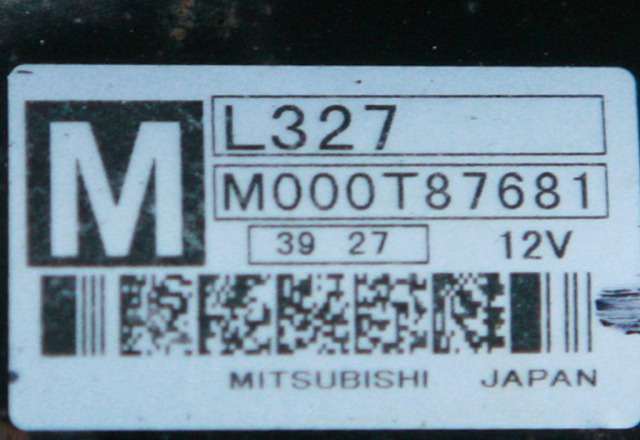 M
L327
M000T87681
39 27
12V
MITSUBISHI JAPAN